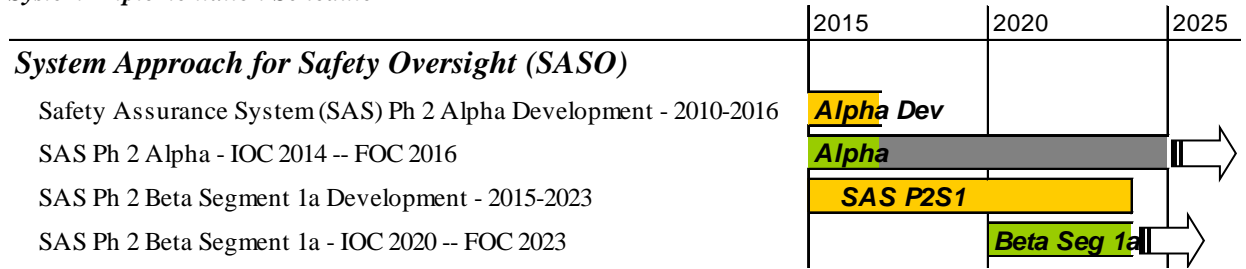 2015 2020 2025
System Approach for Safety Oversight (SASO)
Safety Assurance System (SAS) Ph 2 Alpha Development - 2010-2016 Alpha Dev
SAS Ph 2 Alpha - IOC 2014 -- FOC 2016 Alpha
SAS Ph 2 Beta Segment 1a Development - 2015-2023 SAS P2S1
SAS Ph 2 Beta Segment 1a - IOC 2020 -- FOC 2023 Beta Seg 1a